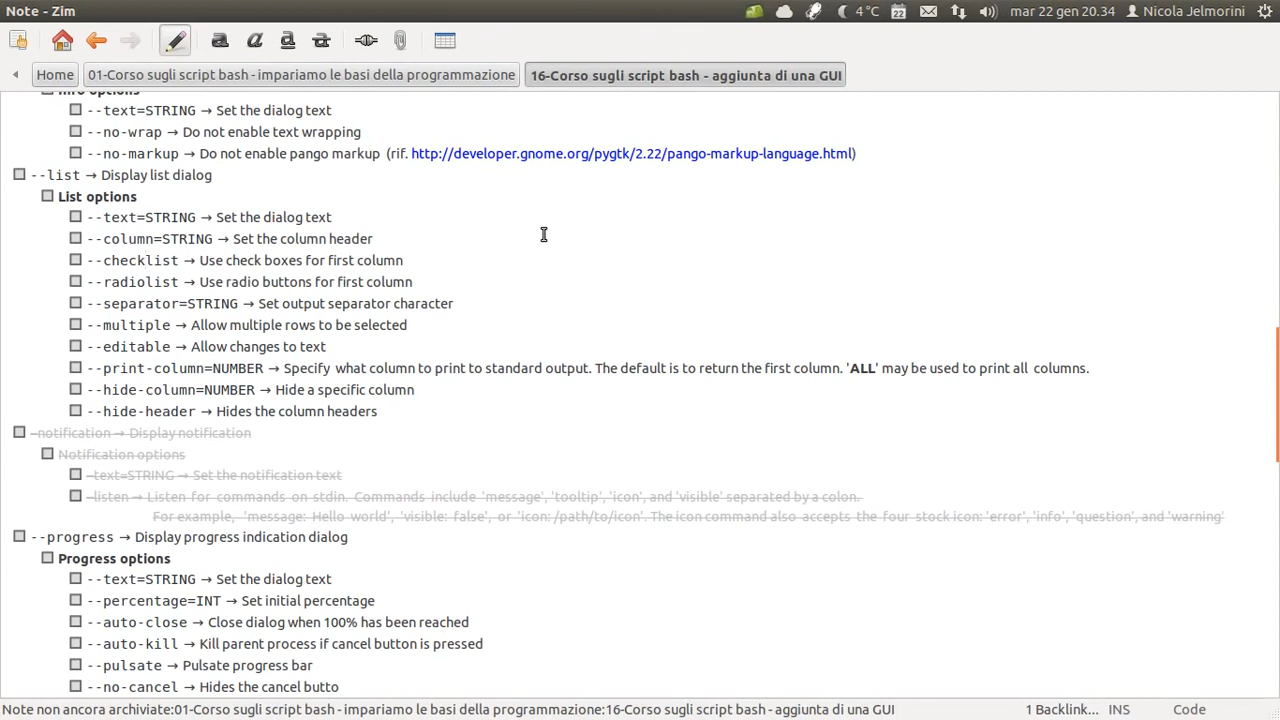 Note - Zim
4 °C
22
mar 22 gen 20.34
Nicola Jelmorini
a a a a
Home
01-Corso sugli script bash - impariamo le basi della programmazione
16-Corso sugli script bash - aggiunta di una GUI
Info options
--text=STRING → Set the dialog text
--no-wrap → Do not enable text wrapping
--no-markup → Do not enable pango markup (rif. http://developer.gnome.org/pygtk/2.22/pango-markup-language.html)
--list → Display list dialog
List options
--text=STRING → Set the dialog text
--column=STRING → Set the column header
--checklist → Use check boxes for first column
--radiolist → Use radio buttons for first column
--separator=STRING → Set output separator character
--multiple → Allow multiple rows to be selected
--editable → Allow changes to text
--print-column=NUMBER → Specify what column to print to standard output. The default is to return the first column. 'ALL' may be used to print all columns.
--hide-column=NUMBER → Hide a specific column
--hide-header → Hides the column headers
--notification → Display notification
Notification options
--text=STRING → Set the notification text
--listen → Listen for commands on stdin. Commands include 'message', 'tooltip', 'icon', and 'visible' separated by a colon.
For example, 'message: Hello world', 'visible: false', or 'icon: /path/to/icon'. The icon command also accepts the four stock icon: 'error', 'info', 'question', and 'warning'
--progress → Display progress indication dialog
Progress options
--text=STRING → Set the dialog text
--percentage=INT → Set initial percentage
--auto-close → Close dialog when 100% has been reached
--auto-kill → Kill parent process if cancel button is pressed
--pulsate → Pulsate progress bar
--no-cancel → Hides the cancel butto
Note non ancora archiviate:01-Corso sugli script bash - impariamo le basi della programmazione:16-Corso sugli script bash - aggiunta di una GUI
1 Backlink...
INS
Code